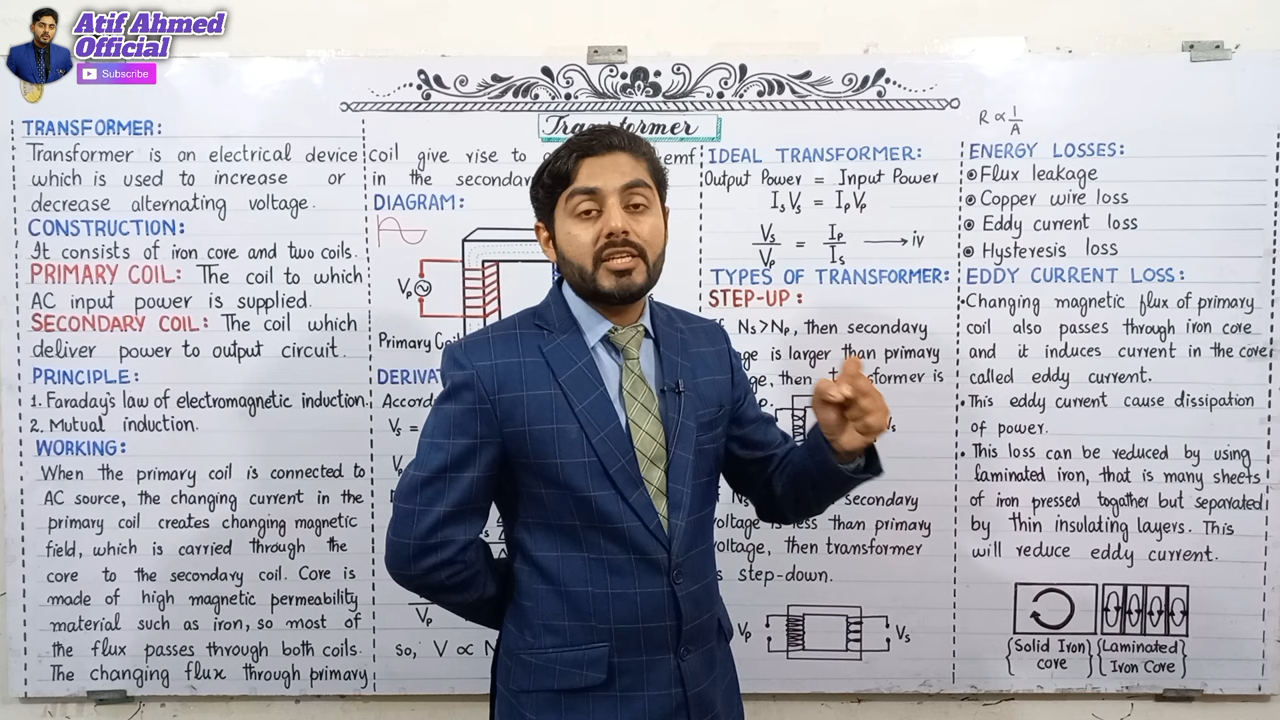 Atif Ahmed
Official
Subscribe
Transformer
TRANSFORMER:
Transformer is an electrical device
which is used to increase or
decrease alternating voltage.
CONSTRUCTION:
It consists of iron core and two coils.
PRIMARY COIL: The coil to which
AC input power is supplied.
SECONDARY COIL: The coil which
deliver power to output circuit.
PRINCIPLE:
1. Faraday's law of electromagnetic induction.
2. Mutual induction.
WORKING:
When the primary coil is connected to
AC source, the changing current in the
primary coil creates changing magnetic
field, which is carried through the
core to the secondary coil. Core is
made of high magnetic permeability
material such as iron, so most of
the flux passes through both coils.
The changing flux through primary
coil give rise to emf
in the secondary
DIAGRAM:
Vp
Primary Coil
Vs =
Vp
so, V ∝ N
IDEAL TRANSFORMER:
Output Power = Input Power
IsVs = IpVp
Vs/Vp = Ip/Is → iv
TYPES OF TRANSFORMER:
STEP-UP:
Ns>Np, then secondary
is larger than primary
then transformer is
Vs
secondary
voltage is less than primary
voltage, then transformer
is step-down.
Vp Vs
R ∝ 1/A
ENERGY LOSSES:
Flux leakage
Copper wire loss
Eddy current loss
Hysteresis loss
EDDY CURRENT LOSS:
•Changing magnetic flux of primary
coil also passes through iron core
and it induces current in the core
called eddy current.
•This eddy current cause dissipation
of power.
•This loss can be reduced by using
laminated iron, that is many sheets
of iron pressed togather but separated
by thin insulating layers. This
will reduce eddy current.
{Solid Iron core}
{Laminated Iron Core}